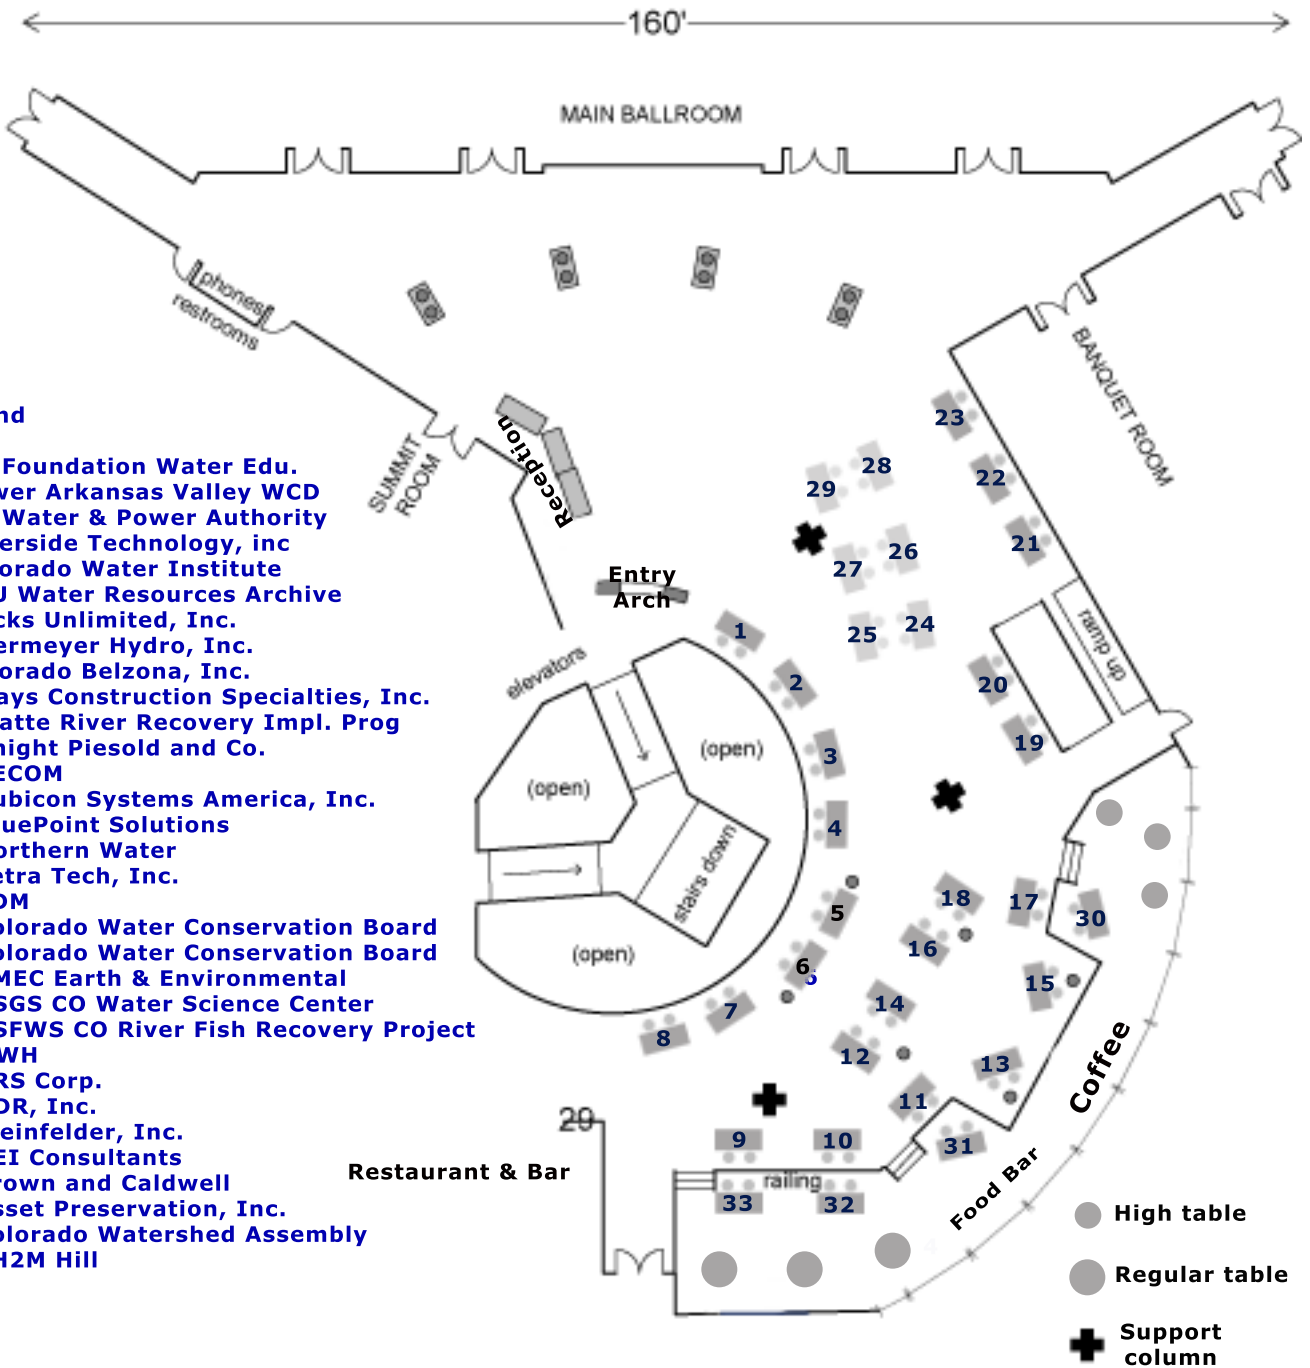 160'
MAIN BALLROOM
phones
restrooms
SUMMIT
ROOM
Reception
BANQUET ROOM
nd
Foundation Water Edu.
wer Arkansas Valley WCD
Water & Power Authority
erside Technology, inc
orado Water Institute
U Water Resources Archive
cks Unlimited, Inc.
ermeyer Hydro, Inc.
orado Belzona, Inc.
ays Construction Specialties, Inc.
atte River Recovery Impl. Prog
night Piesold and Co.
ECOM
ubicon Systems America, Inc.
luePoint Solutions
orthern Water
etra Tech, Inc.
DM
olorado Water Conservation Board
olorado Water Conservation Board
MEC Earth & Environmental
SGS CO Water Science Center
SFWS CO River Fish Recovery Project
WH
RS Corp.
DR, Inc.
leinfelder, Inc.
EI Consultants
rown and Caldwell
sset Preservation, Inc.
olorado Watershed Assembly
H2M Hill
23
28
29
22
21
26
27
Entry
Arch
1
25
24
ramp up
elevators
2
20
19
(open)
3
(open)
4
stairs down
5
18
17
30
16
(open)
6
6
15
7
14
8
12
13
11
Coffee
29
9
10
31
Restaurant & Bar
railing
33
32
Food Bar
High table
Regular table
Support
column